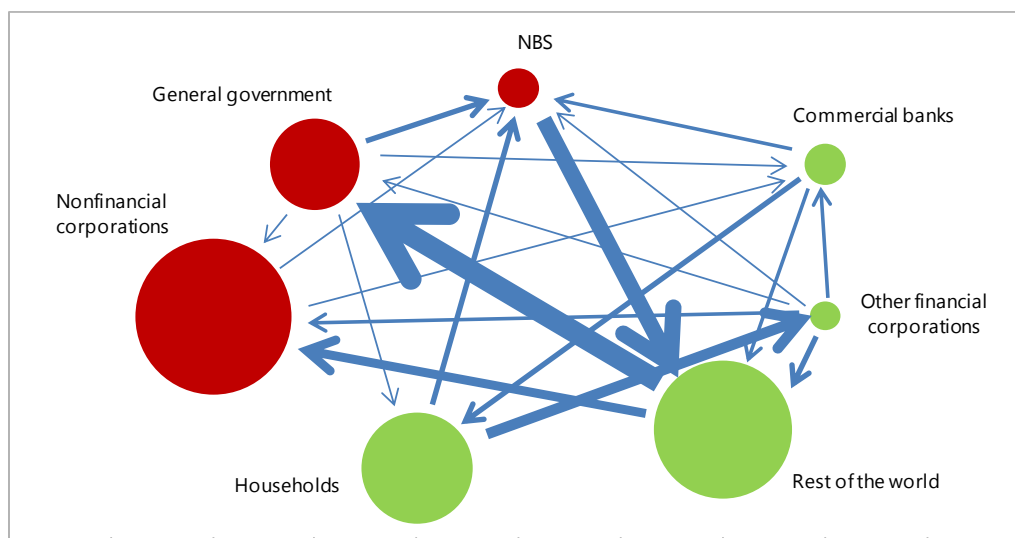 NBS
General government
Commercial banks
Nonfinancial
corporations
Other financial
corporations
Households
Rest of the world